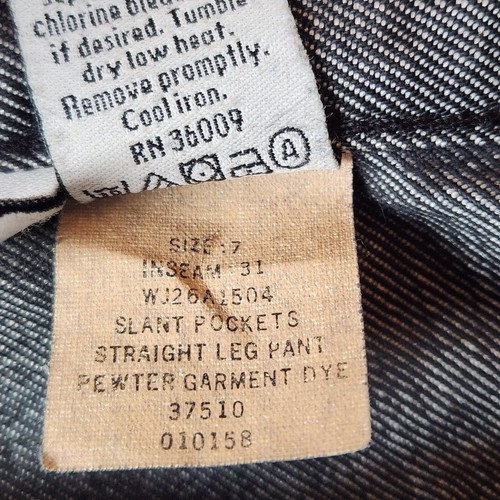 chlorine
if desired. Tumble
dry low heat.
Remove promptly.
Cool iron.
RN 36009
A
SIZE: 7
INSEAM 31
WJ26A1504
SLANT POCKETS
STRAIGHT LEG PANT
PEWTER GARMENT DYE
37510
010158